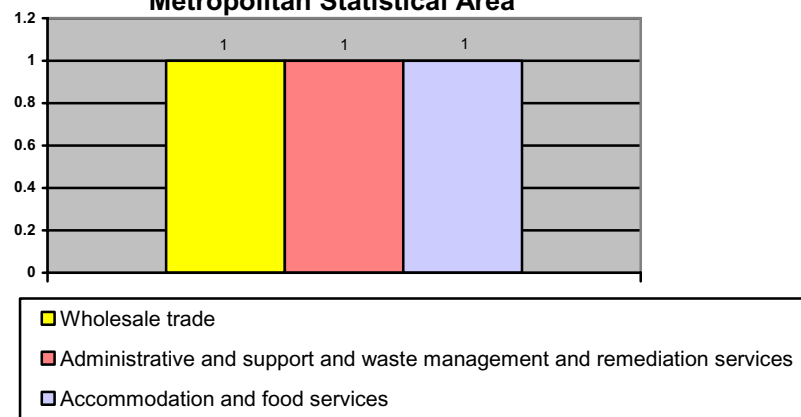 Metropolitan Statistical Area
1.2
1
0.8
0.6
0.4
0.2
0
1 1 1
Wholesale trade
Administrative and support and waste management and remediation services
Accommodation and food services